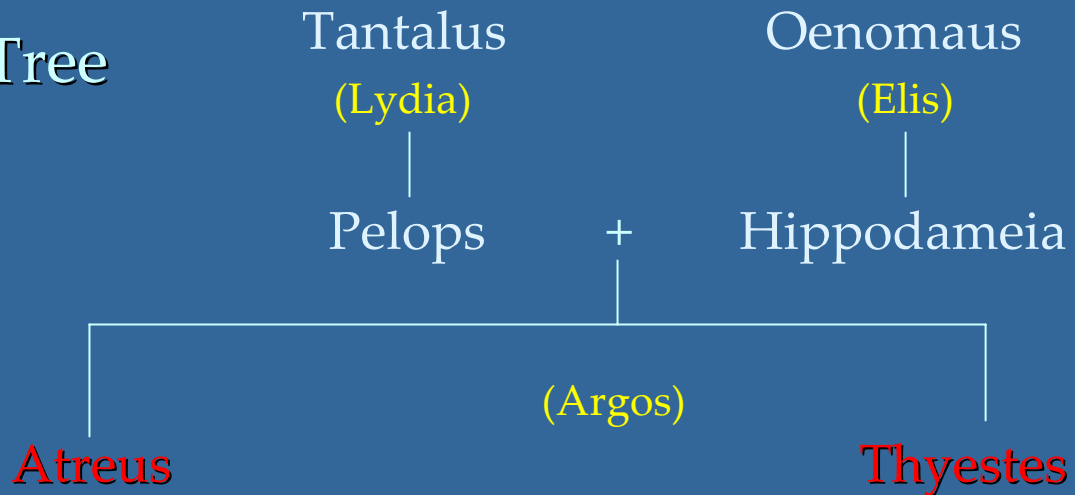 Tree
Tantalus Oenomaus
(Lydia) (Elis)
Pelops + Hippodameia
(Argos)
Atreus Thyestes